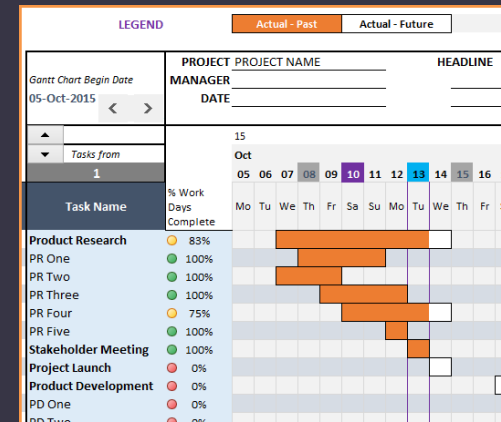 LEGEND Actual - Past Actual - Future
PROJECT PROJECT NAME HEADLINE
Gantt Chart Begin Date MANAGER
05-Oct-2015 DATE
15
Tasks from Oct
1 05 06 07 08 09 10 11 12 13 14 15 16
Task Name % Work Days Complete Mo Tu We Th Fr Sa Su Mo Tu We Th Fr
Product Research 83%
PR One 100%
PR Two 100%
PR Three 100%
PR Four 75%
PR Five 100%
Stakeholder Meeting 100%
Project Launch 0%
Product Development 0%
PD One 0%
PD Two 0%